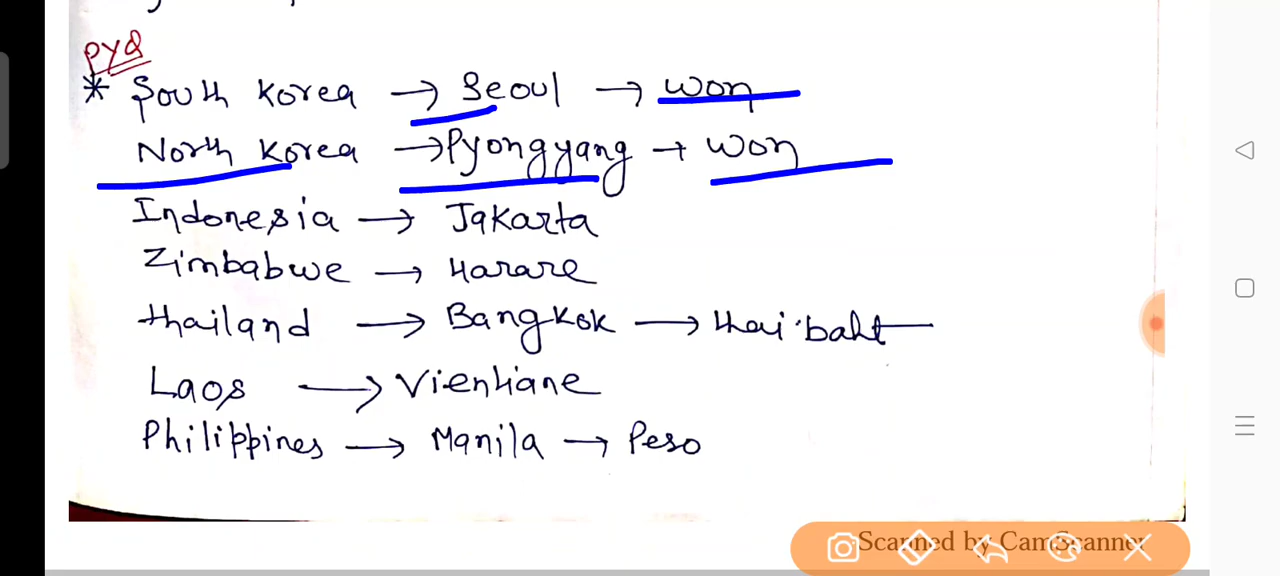 PYQ
* South Korea → Seoul → won
North Korea → Pyongyang → won
Indonesia → Jakarta
Zimbabwe → Harare
Thailand → Bangkok → thai baht
Laos → Vientiane
Philippines → Manila → Peso
Scanned by CamScanner